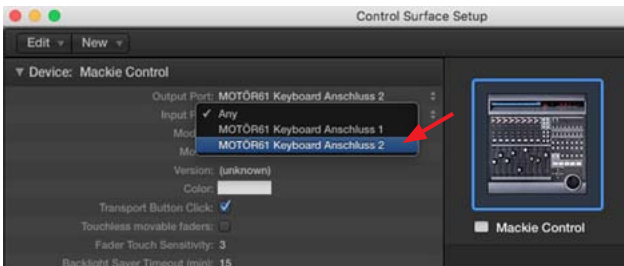 Control Surface Setup
Edit New
Device: Mackie Control
Output Port: MOTÖR61 Keyboard Anschluss 2
Input P ✓ Any
Mod MOTÖR61 Keyboard Anschluss 1
Mo MOTÖR61 Keyboard Anschluss 2
Version: (unknown)
Color:
Transport Button Click:
Touchless movable faders:
Fader Touch Sensitivity: 3
Backlight Saver Timeout (min): 15
Mackie Control